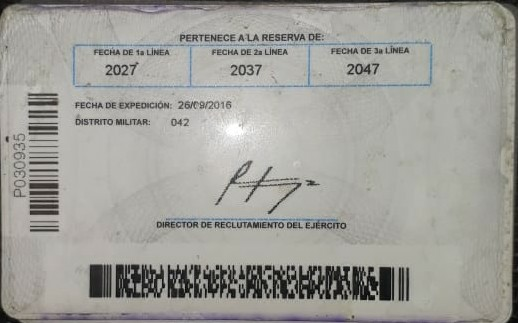 PERTENECE A LA RESERVA DE:
FECHA DE 1a LÍNEA FECHA DE 2a LÍNEA FECHA DE 3a LÍNEA
2027 2037 2047
FECHA DE EXPEDICIÓN: 26/09/2016
DISTRITO MILITAR: 042
P030935
DIRECTOR DE RECLUTAMIENTO DEL EJÉRCITO